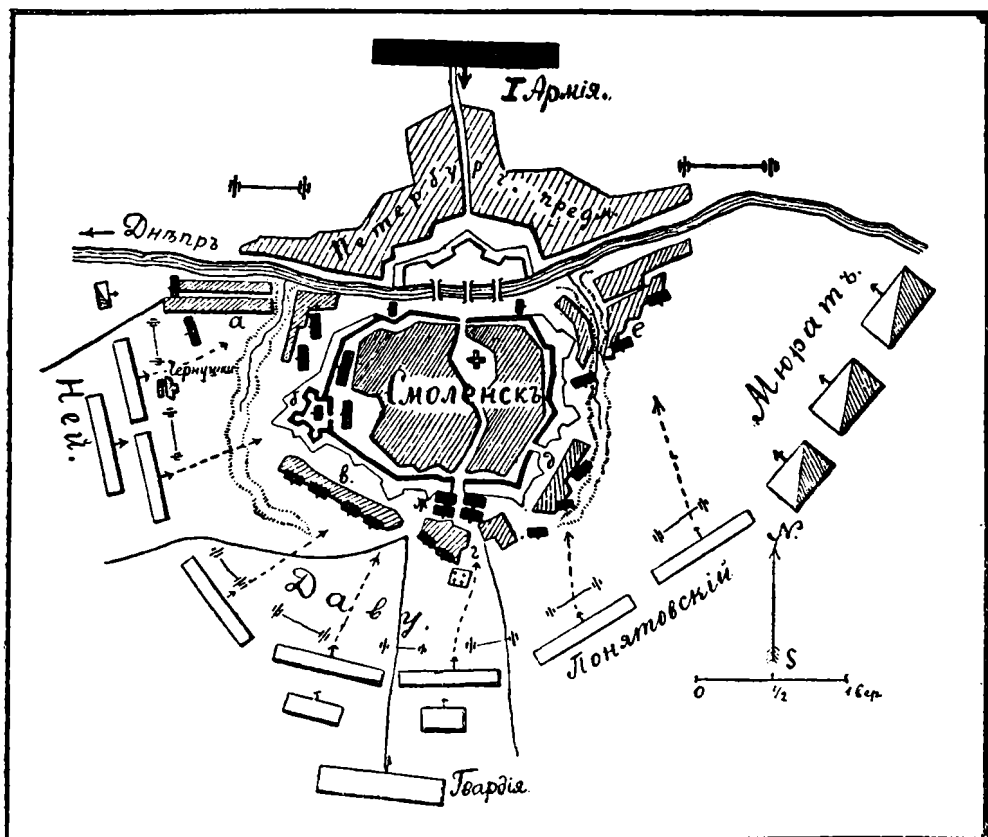 I Армія.
Петербург. предм.
Днѣпръ
а
е
Чернушки
Ней.
Мюратъ.
Смоленскъ
б
д
в.
ж
г
N.
Даву.
Понятовскій
S
0 1/2 1 вер.
Гвардія.